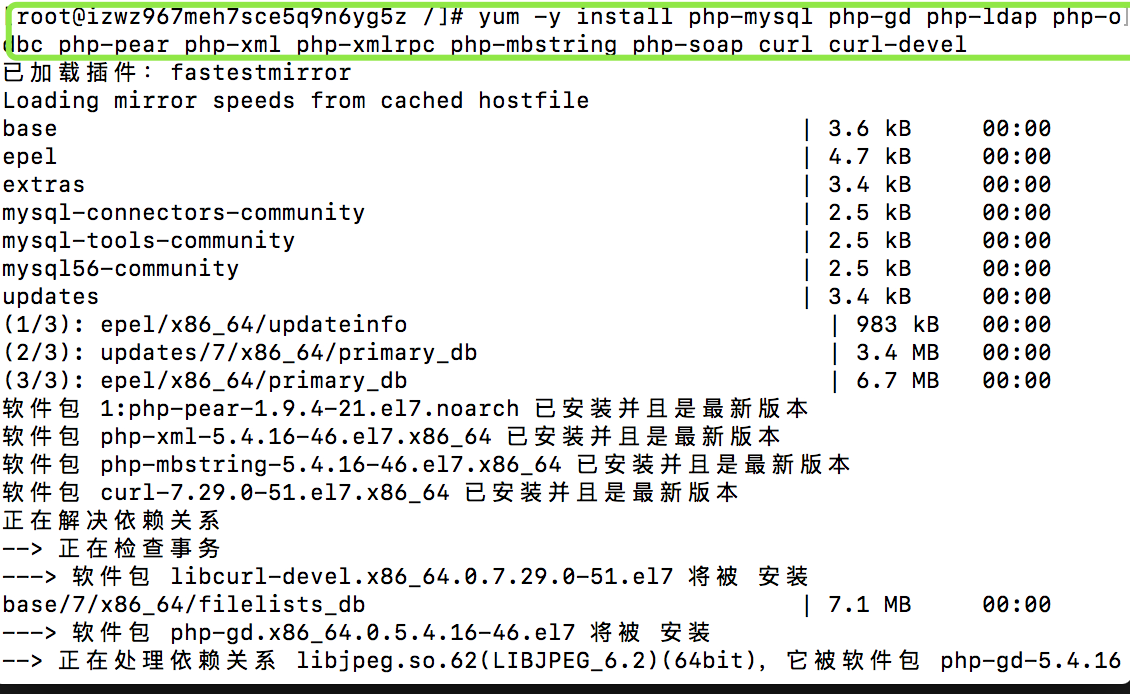 [root@izwz967meh7sce5q9n6yg5z /]# yum -y install php-mysql php-gd php-ldap php-o
dbc php-pear php-xml php-xmlrpc php-mbstring php-soap curl curl-devel
已加载插件：fastestmirror
Loading mirror speeds from cached hostfile
base | 3.6 kB 00:00
epel | 4.7 kB 00:00
extras | 3.4 kB 00:00
mysql-connectors-community | 2.5 kB 00:00
mysql-tools-community | 2.5 kB 00:00
mysql56-community | 2.5 kB 00:00
updates | 3.4 kB 00:00
(1/3): epel/x86_64/updateinfo | 983 kB 00:00
(2/3): updates/7/x86_64/primary_db | 3.4 MB 00:00
(3/3): epel/x86_64/primary_db | 6.7 MB 00:00
软件包 1:php-pear-1.9.4-21.el7.noarch 已安装并且是最新版本
软件包 php-xml-5.4.16-46.el7.x86_64 已安装并且是最新版本
软件包 php-mbstring-5.4.16-46.el7.x86_64 已安装并且是最新版本
软件包 curl-7.29.0-51.el7.x86_64 已安装并且是最新版本
正在解决依赖关系
--> 正在检查事务
---> 软件包 libcurl-devel.x86_64.0.7.29.0-51.el7 将被 安装
base/7/x86_64/filelists_db | 7.1 MB 00:00
---> 软件包 php-gd.x86_64.0.5.4.16-46.el7 将被 安装
--> 正在处理依赖关系 libjpeg.so.62(LIBJPEG_6.2)(64bit)，它被软件包 php-gd-5.4.16